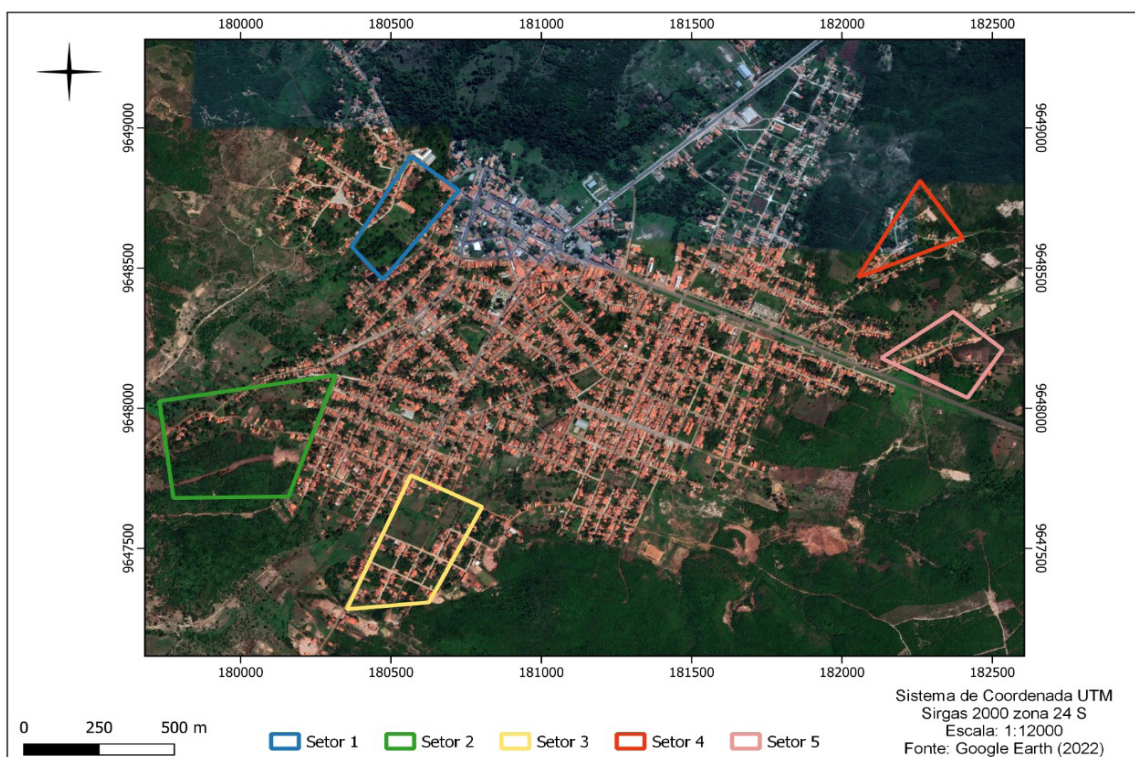 180000 180500 181000 181500 182000 182500
9649000 9649000
9648500 9648500
9648000 9648000
9647500 9647500
180000 180500 181000 181500 182000 182500
0 250 500 m
Setor 1 Setor 2 Setor 3 Setor 4 Setor 5
Sistema de Coordenada UTM
Sirgas 2000 zona 24 S
Escala: 1:12000
Fonte: Google Earth (2022)